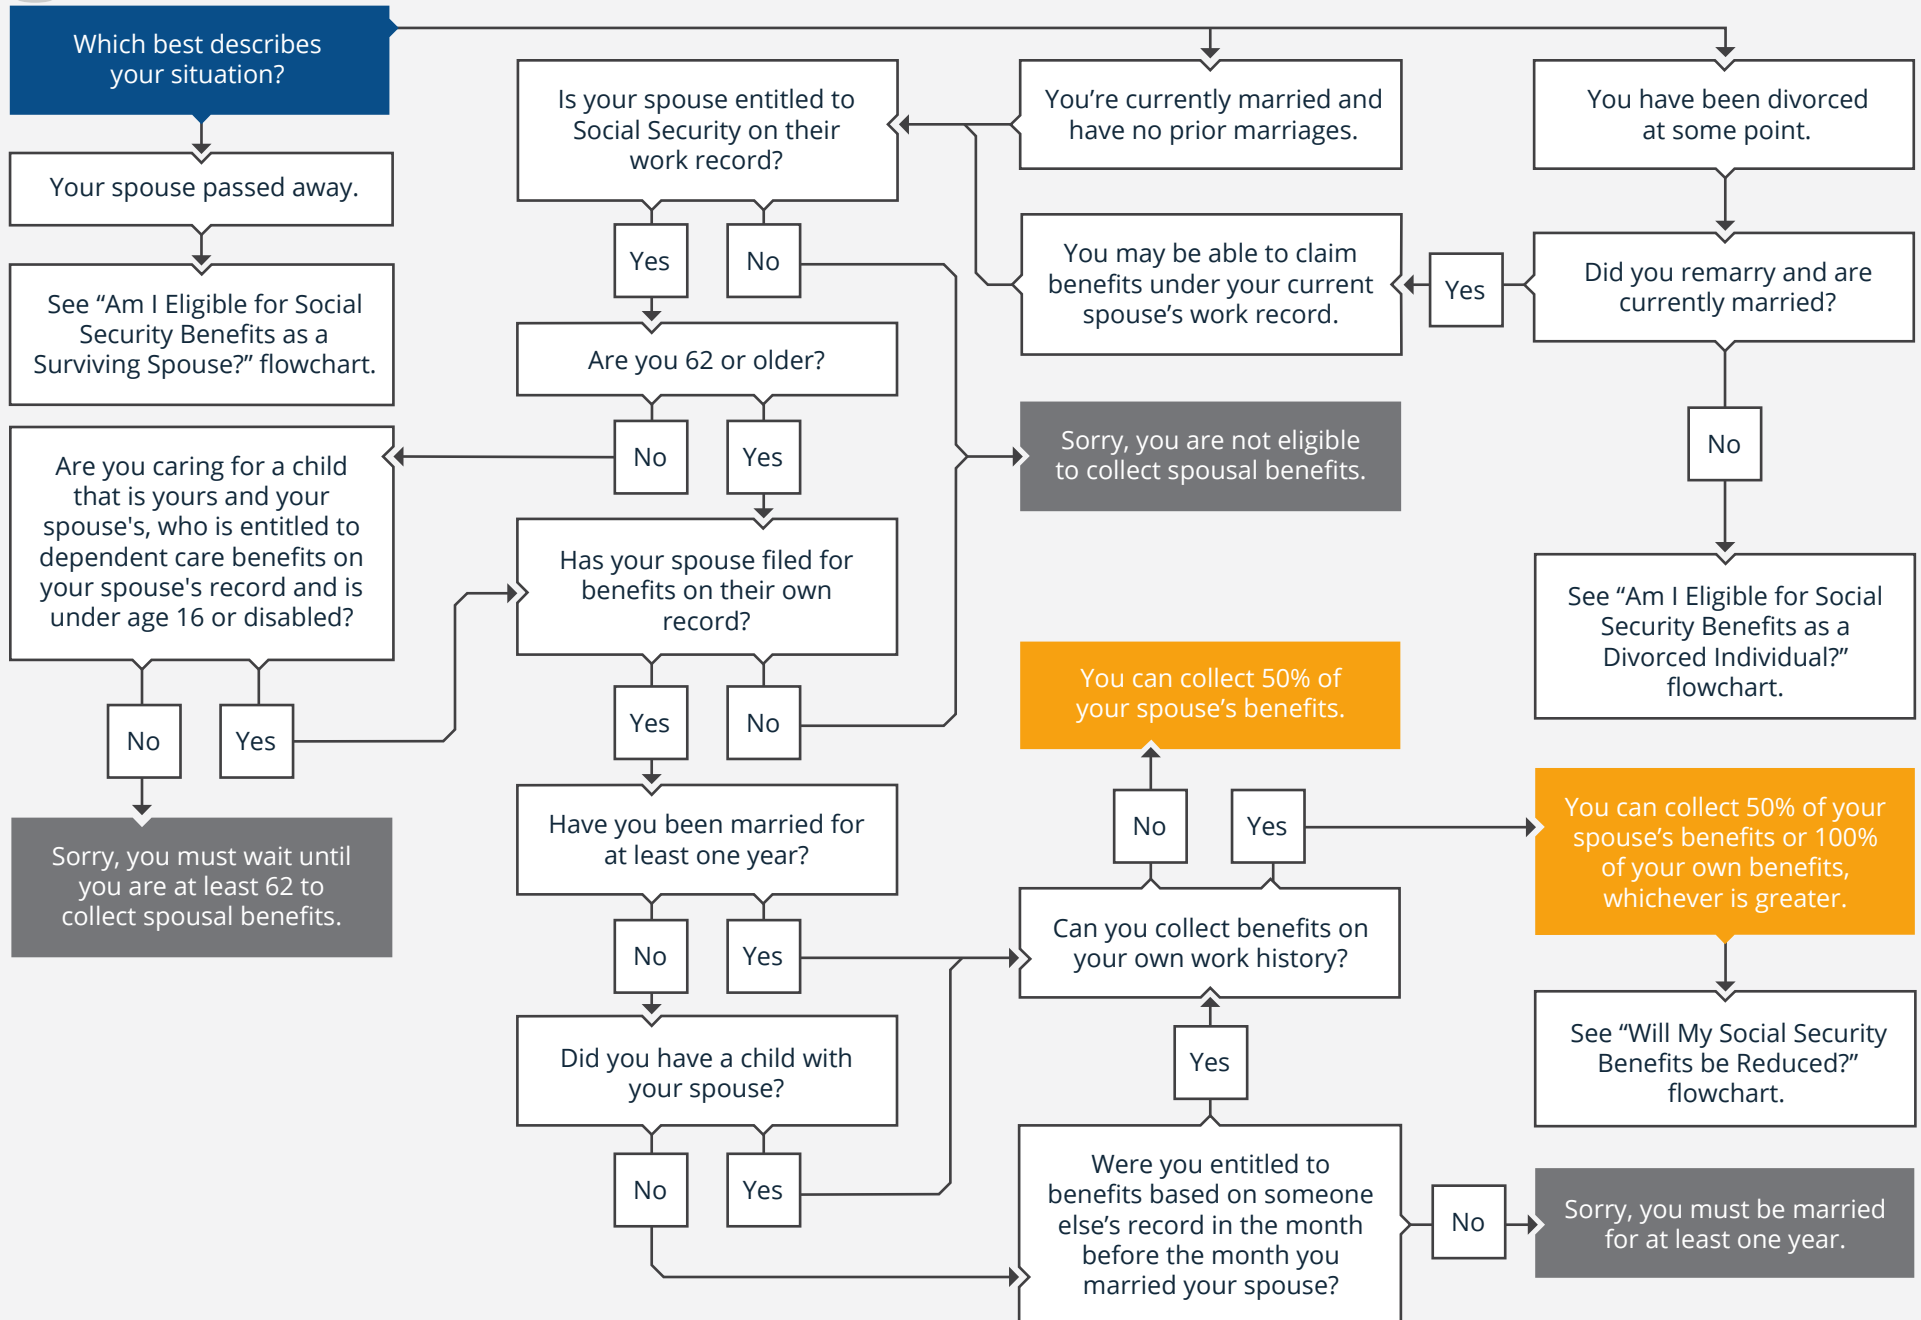 Which best describes
your situation?
Your spouse passed away.
See “Am I Eligible for Social
Security Benefits as a
Surviving Spouse?” flowchart.
You’re currently married and
have no prior marriages.
You have been divorced
at some point.
Did you remarry and are
currently married?
Yes
You may be able to claim
benefits under your current
spouse’s work record.
No
See “Am I Eligible for Social
Security Benefits as a
Divorced Individual?”
flowchart.
Is your spouse entitled to
Social Security on their
work record?
Yes
No
Are you 62 or older?
No
Yes
Sorry, you are not eligible
to collect spousal benefits.
Are you caring for a child
that is yours and your
spouse's, who is entitled to
dependent care benefits on
your spouse's record and is
under age 16 or disabled?
No
Yes
Sorry, you must wait until
you are at least 62 to
collect spousal benefits.
Has your spouse filed for
benefits on their own
record?
Yes
No
Have you been married for
at least one year?
No
Yes
Did you have a child with
your spouse?
No
Yes
You can collect 50% of
your spouse’s benefits.
No
Yes
Can you collect benefits on
your own work history?
Yes
Were you entitled to
benefits based on someone
else’s record in the month
before the month you
married your spouse?
No
You can collect 50% of your
spouse’s benefits or 100%
of your own benefits,
whichever is greater.
See “Will My Social Security
Benefits be Reduced?”
flowchart.
Sorry, you must be married
for at least one year.